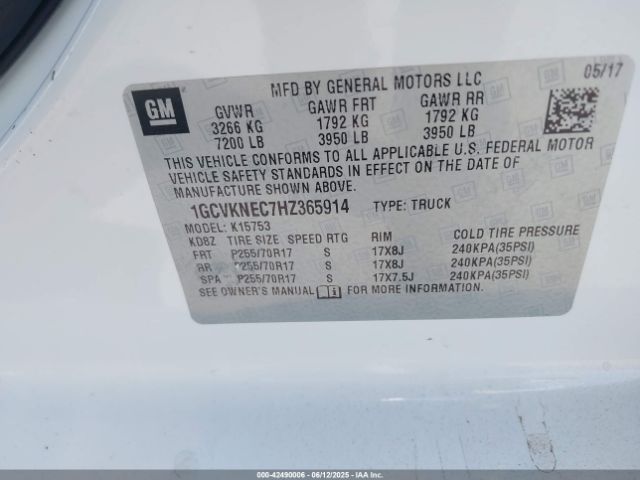 MFD BY GENERAL MOTORS LLC 05/17
GM
GVWR GAWR FRT GAWR RR
3266 KG 1792 KG 1792 KG
7200 LB 3950 LB 3950 LB
THIS VEHICLE CONFORMS TO ALL APPLICABLE U.S. FEDERAL MOTOR
VEHICLE SAFETY STANDARDS IN EFFECT ON THE DATE OF
MANUFACTURE SHOWN ABOVE.
1GCVKNEC7HZ365914 TYPE: TRUCK
MODEL: K15753
KD8Z TIRE SIZE SPEED RTG RIM COLD TIRE PRESSURE
FRT P255/70R17 S 17X8J 240KPA(35PSI)
RR P255/70R17 S 17X8J 240KPA(35PSI)
SPA P255/70R17 S 17X7.5J 240KPA(35PSI)
SEE OWNER'S MANUAL FOR MORE INFORMATION.
00-42490006 - 06/12/2025 - COPYRIGHT © IAA, LLC